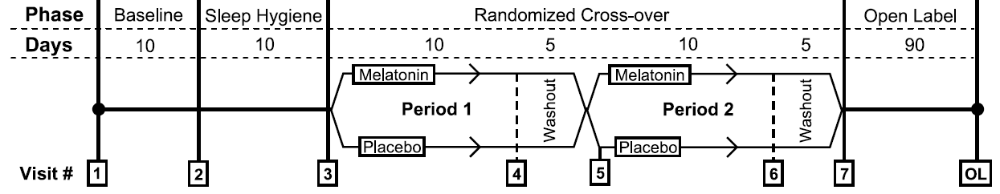 Phase Baseline Sleep Hygiene Randomized Cross-over Open Label
Days 10 10 10 5 10 5 90
Melatonin Melatonin
Period 1 Washout Period 2 Washout
Placebo Placebo
Visit # 1 2 3 4 5 6 7 OL